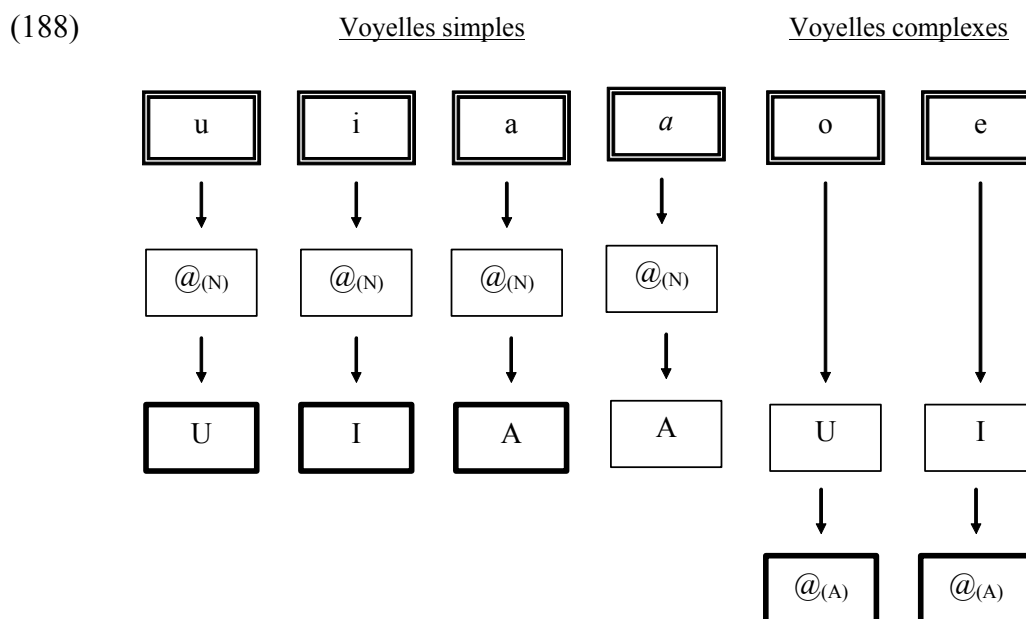 (188) Voyelles simples Voyelles complexes
u i a a o e
@(N) @(N) @(N) @(N)
U I A A U I
@(A) @(A)